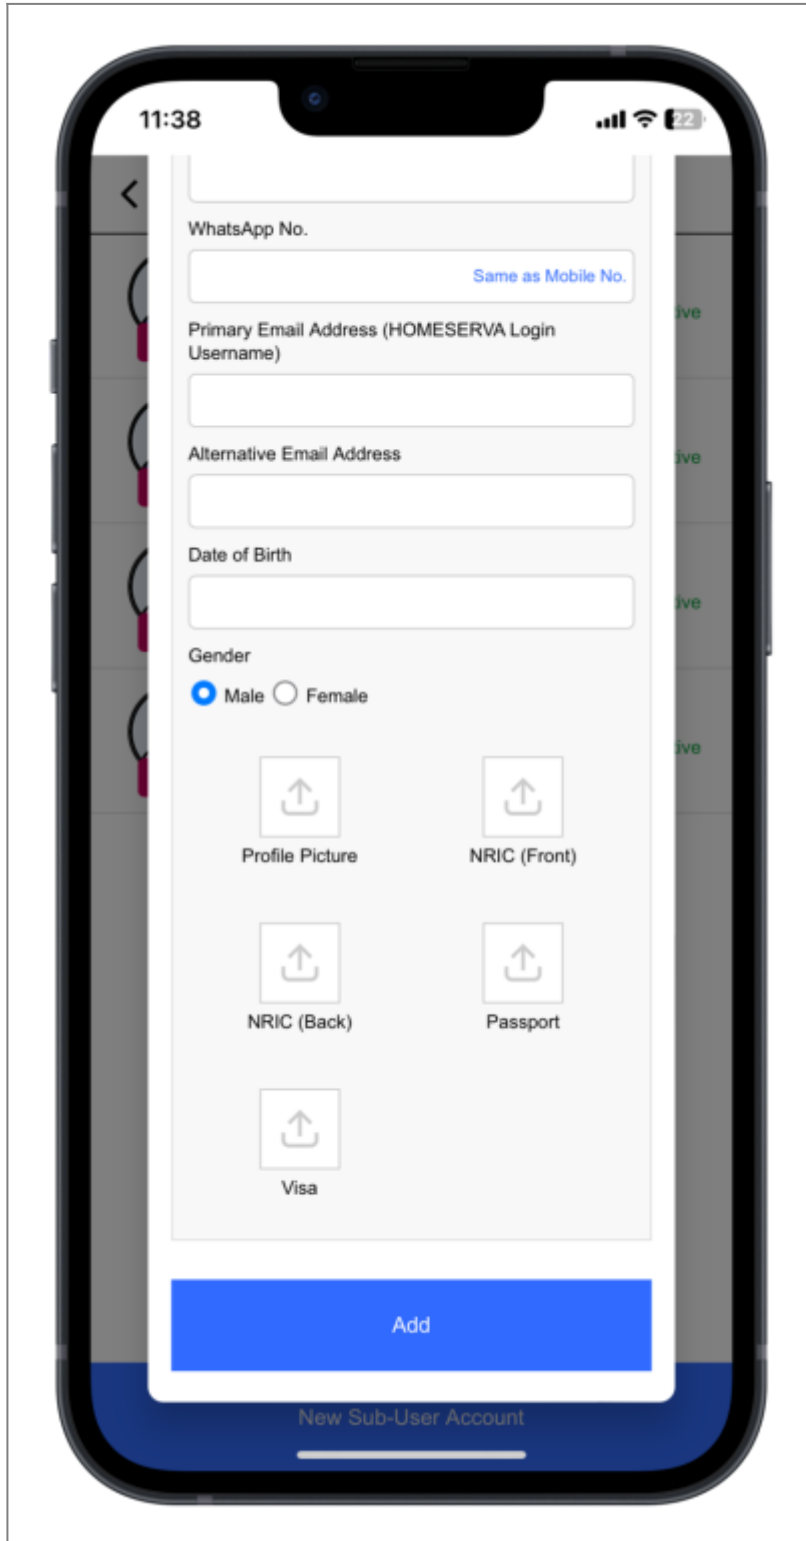 11:38
22
WhatsApp No.
Same as Mobile No.
Primary Email Address (HOMESERVA Login
Username)
Alternative Email Address
Date of Birth
Gender
Male
Female
Profile Picture
NRIC (Front)
NRIC (Back)
Passport
Visa
Add
New Sub-User Account